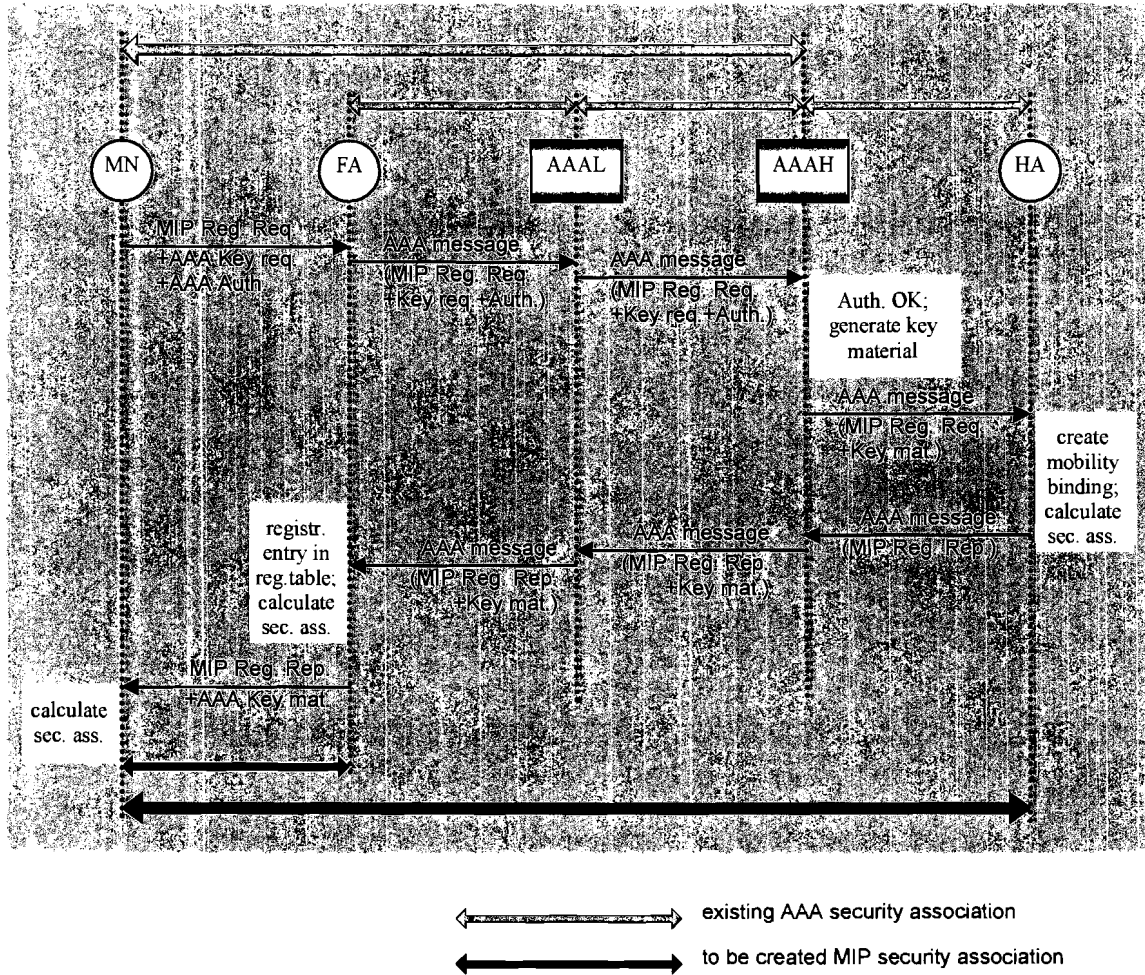 MN
FA
AAAL
AAAH
HA
MIP Reg. Req
+AAA Key req
+AAA Auth
AAA message
(MIP Reg. Req
+Key req +Auth.)
AAA message
(MIP Reg. Req
+Key req +Auth.)
Auth. OK;
generate key
material
AAA message
(MIP Reg. Req
+Key mat.)
create
mobility
binding;
calculate
sec. ass.
AAA message
(MIP Reg. Rep.)
AAA message
(MIP Reg. Rep.
+Key mat.)
AAA message
(MIP Reg. Rep.
+Key mat.)
registr.
entry in
reg.table;
calculate
sec. ass.
MIP Reg. Rep
+AAA Key mat.
calculate
sec. ass.
existing AAA security association
to be created MIP security association